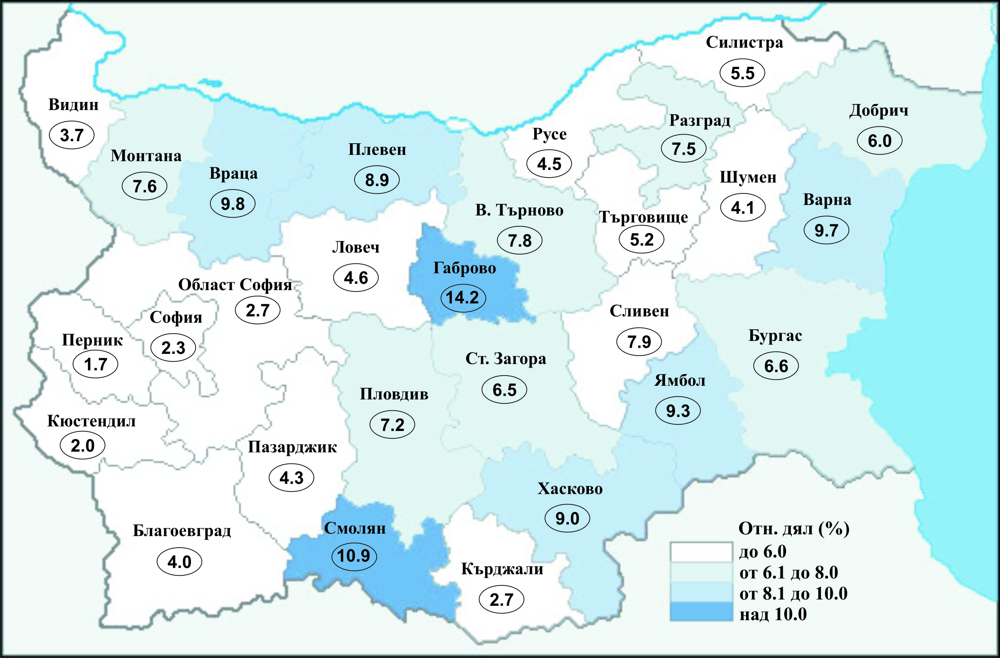 Силистра
5.5
Видин
3.7
Добрич
6.0
Разград
7.5
Русе
4.5
Плевен
8.9
Монтана
7.6
Враца
9.8
Шумен
4.1
Варна
9.7
В. Търново
7.8
Търговище
5.2
Ловеч
4.6
Габрово
14.2
Област София
2.7
София
2.3
Сливен
7.9
Перник
1.7
Бургас
6.6
Ст. Загора
6.5
Ямбол
9.3
Пловдив
7.2
Кюстендил
2.0
Пазарджик
4.3
Хасково
9.0
Благоевград
4.0
Смолян
10.9
Кърджали
2.7
Отн. дял (%)
до 6.0
от 6.1 до 8.0
от 8.1 до 10.0
над 10.0